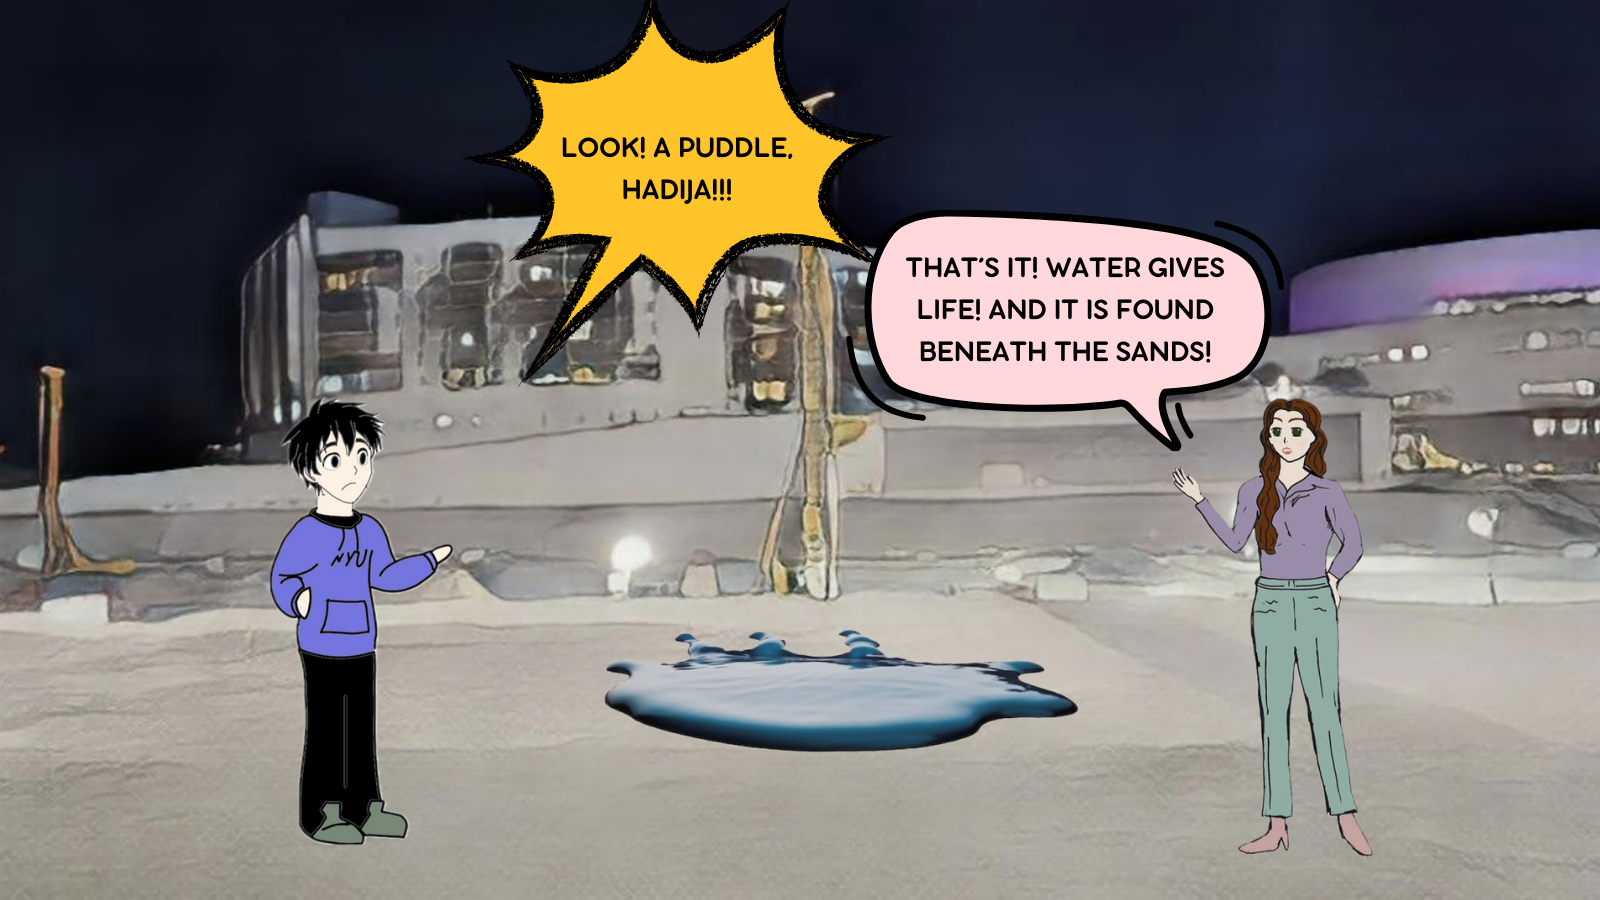 LOOK! A PUDDLE,
HADIJA!!!
THAT'S IT! WATER GIVES
LIFE! AND IT IS FOUND
BENEATH THE SANDS!
NYU